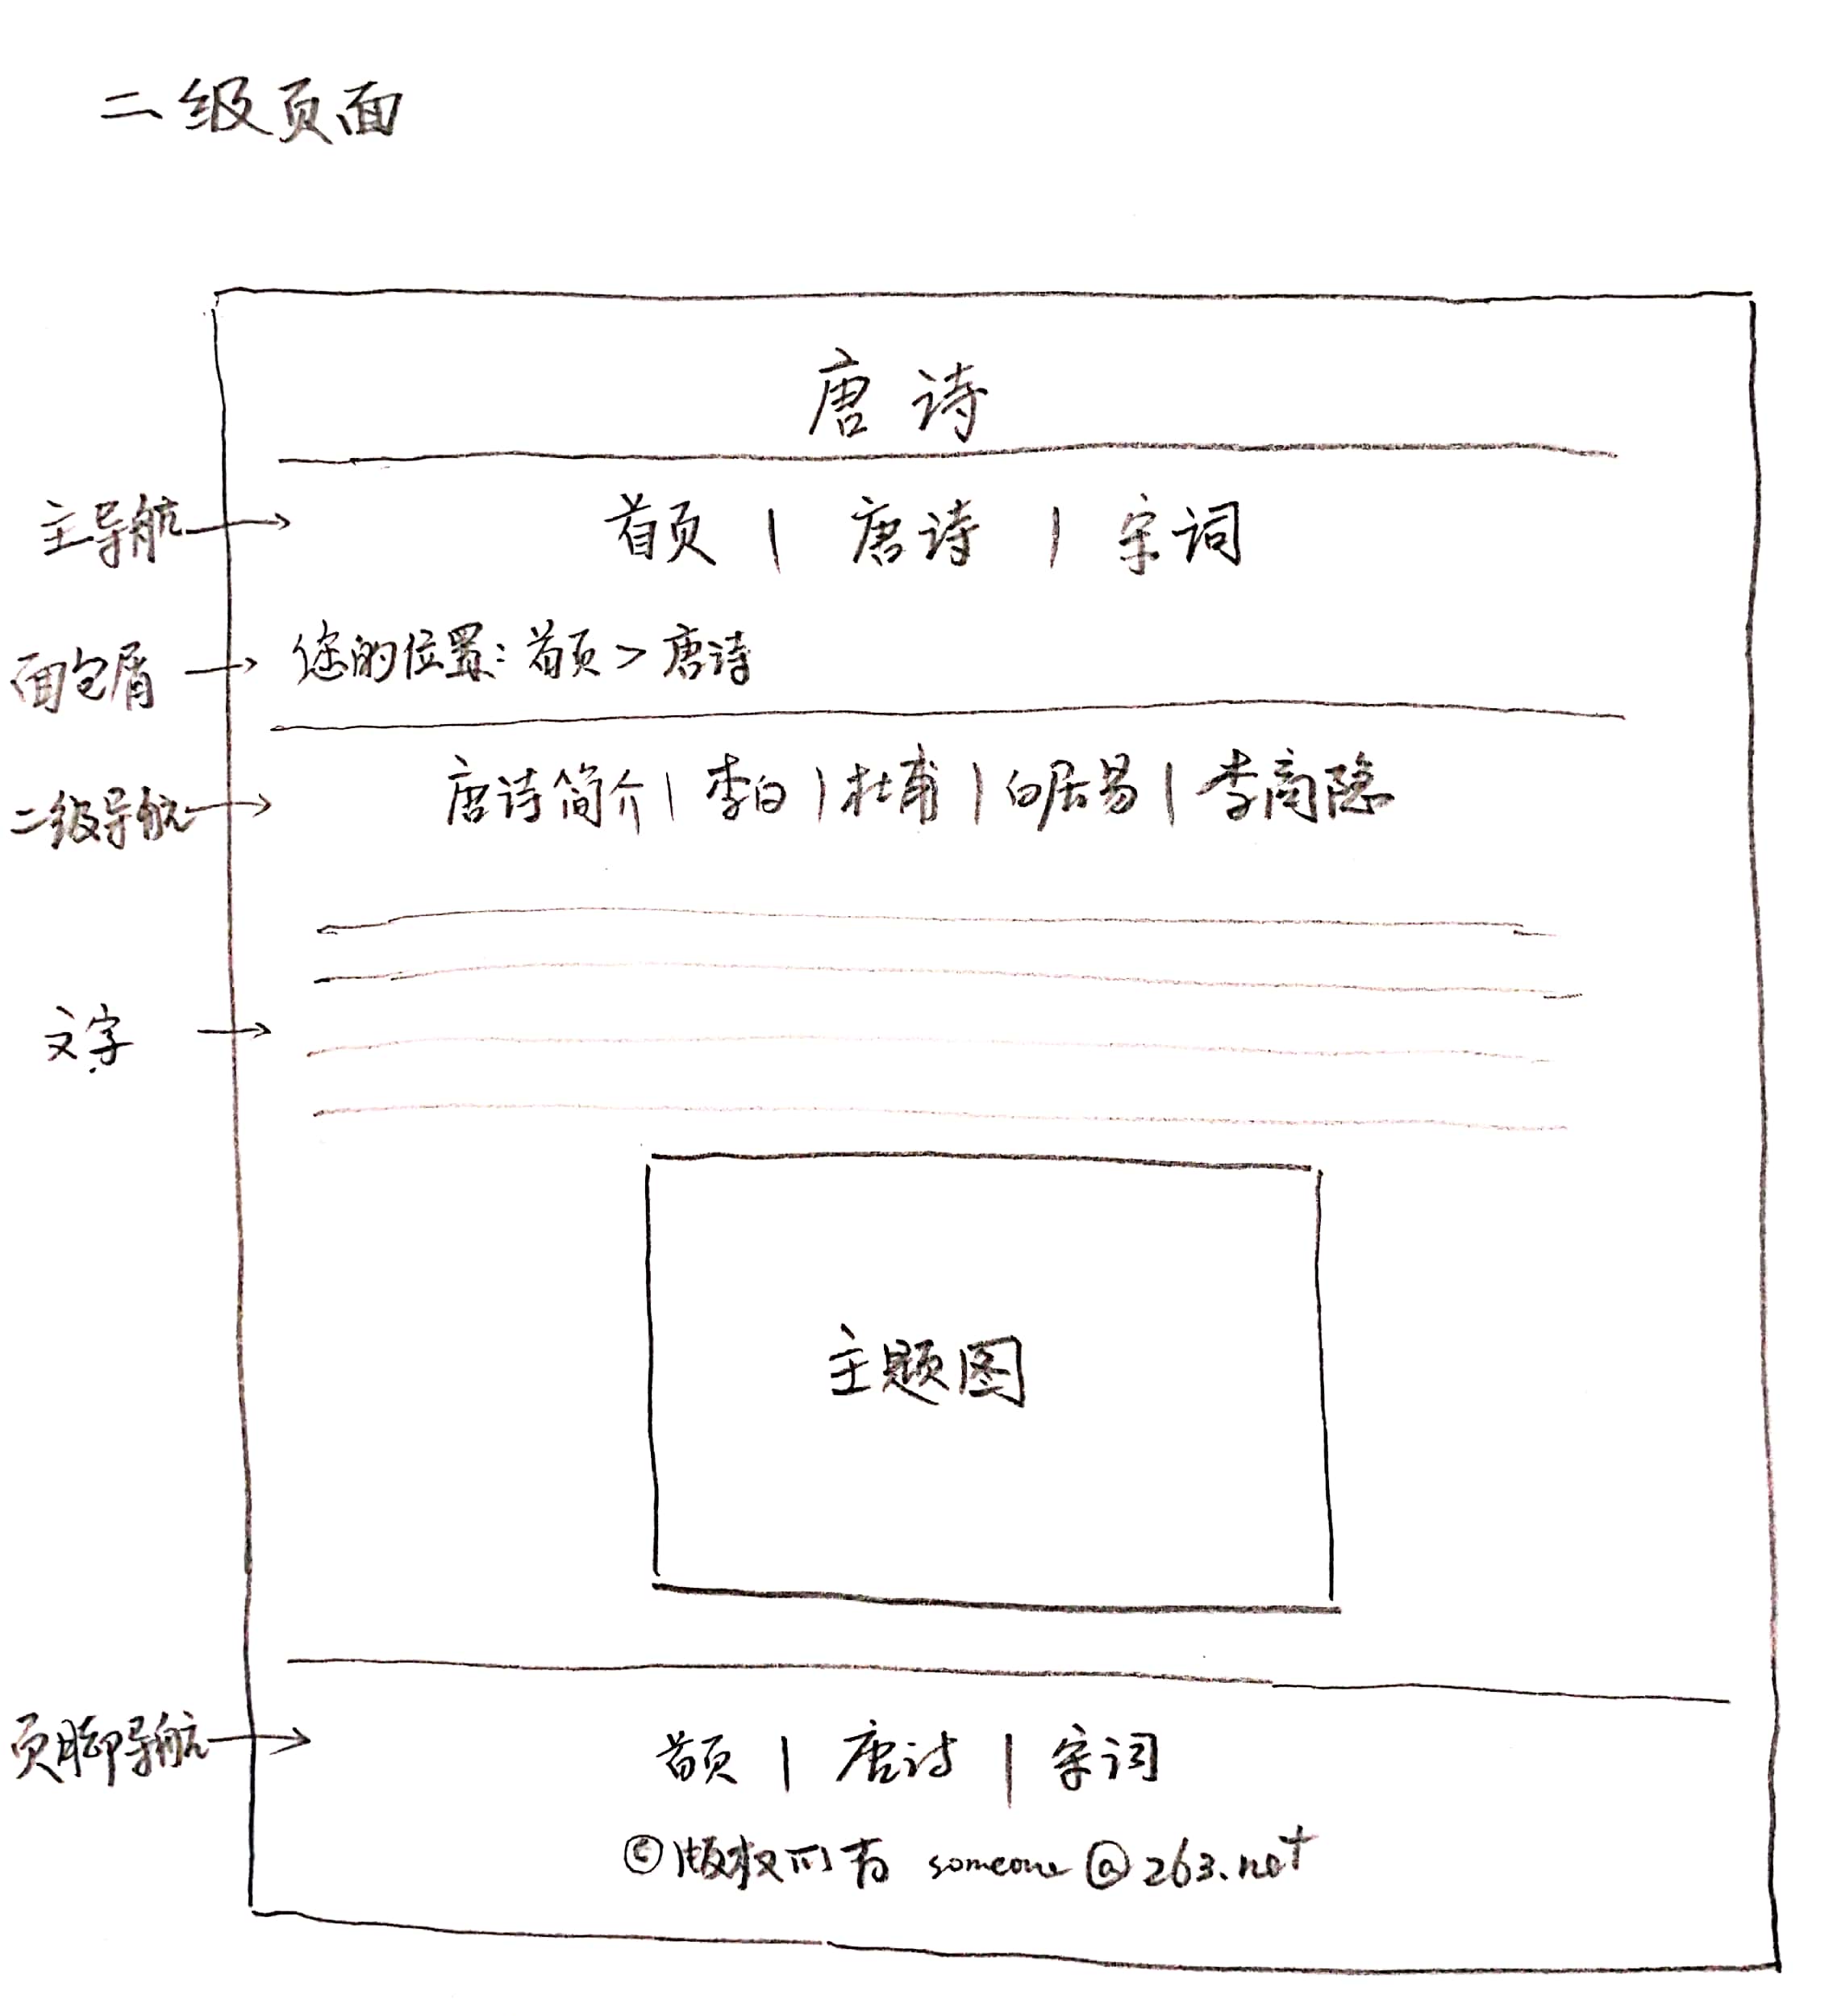 二级页面
唐诗
主导航
首页 | 唐诗 | 宋词
面包屑
您的位置: 首页 > 唐诗
二级导航
唐诗简介 | 李白 | 杜甫 | 白居易 | 李商隐
文字
主题图
页脚导航
首页 | 唐诗 | 宋词
©版权所有 someone@263.net